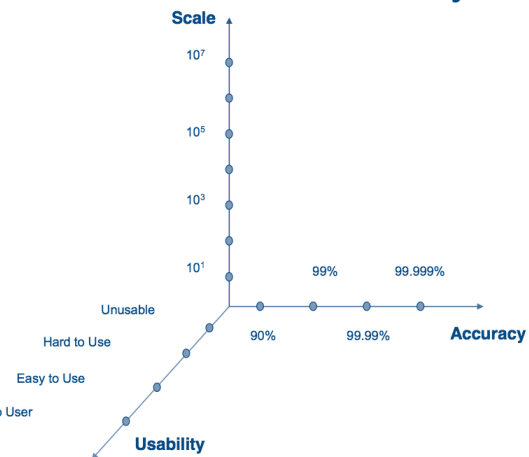 Scale
10⁷
10⁵
10³
10¹
99%
99.999%
Unusable
90%
99.99%
Accuracy
Hard to Use
Easy to Use
User
Usability